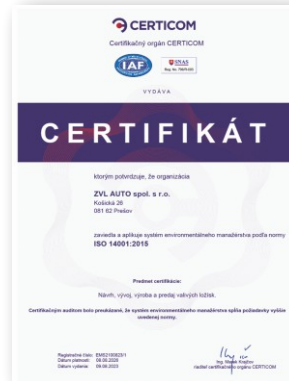 CERTICOM
Certifikačný orgán CERTICOM
IAF
SNAS
VYDÁVA
CERTIFIKÁT
ktorým potvrdzuje, že organizácia
ZVL AUTO spol. s r.o.
Košická 26
081 62 Prešov
zaviedla a aplikuje systém environmentálneho manažérstva podľa normy
ISO 14001:2015
Predmet certifikácie:
Návrh, vývoj, výroba a predaj valivých ložísk.
Certifikačným auditom bolo preukázané, že systém environmentálneho manažérstva spĺňa požiadavky vyššie
uvedenej normy.
Registračné číslo:
Dátum platnosti:
Dátum vydania:
riaditeľ certifikačného orgánu CERTICOM